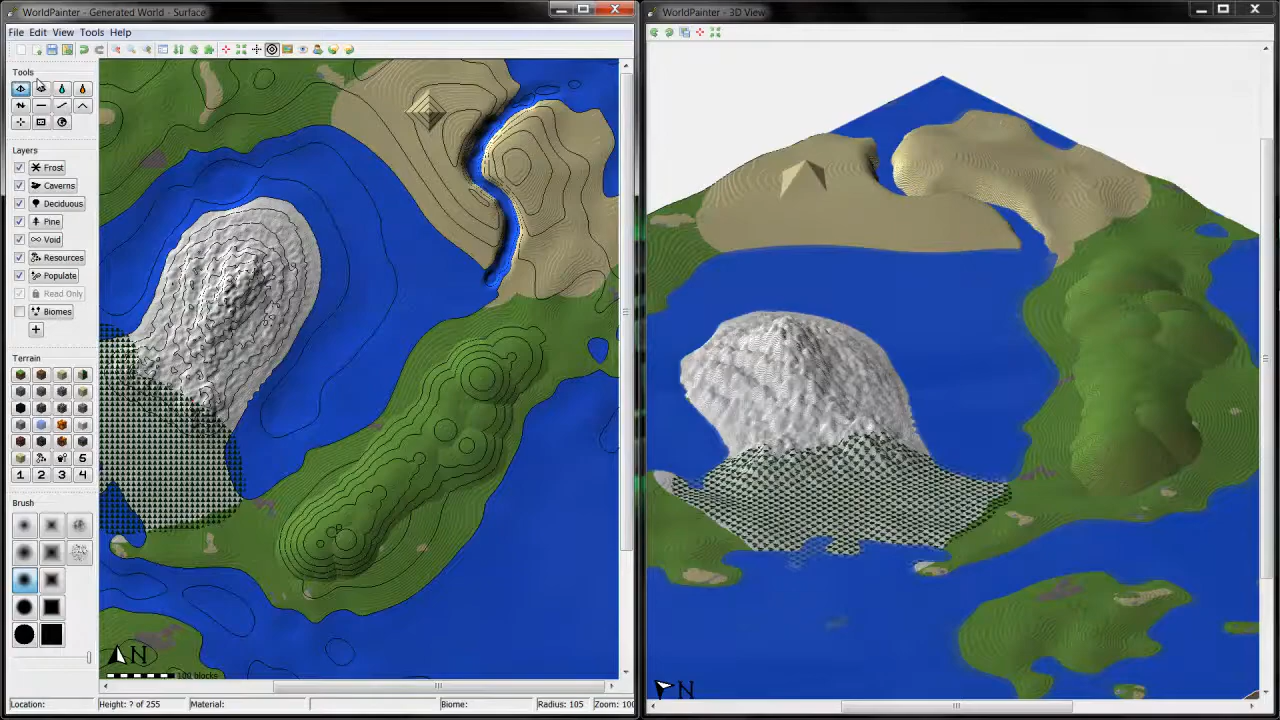 WorldPainter - Generated World - Surface
File Edit View Tools Help
Tools
Layers
Frost
Caverns
Deciduous
Pine
Void
Resources
Populate
Read Only
Biomes
Terrain
5
1 2 3 4
Brush
N
100 blocks
Location: Height: ? of 255 Material: Biome: Radius: 105 Zoom: 100
WorldPainter - 3D View
N